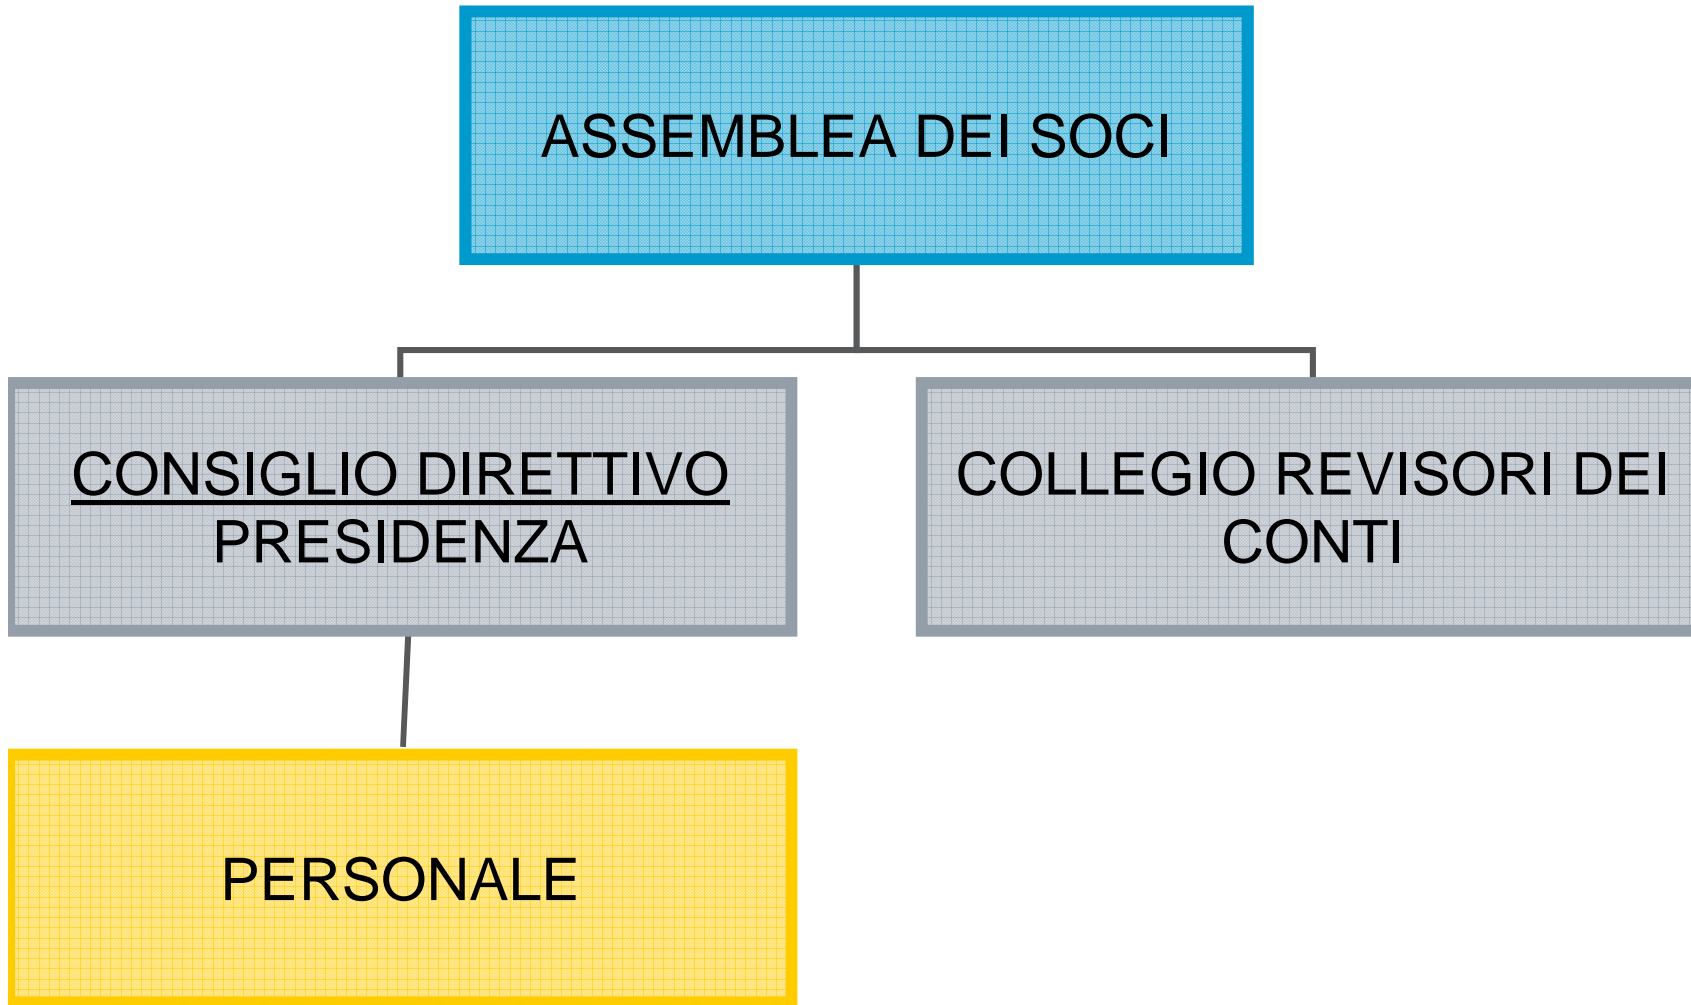 ASSEMBLEA DEI SOCI
CONSIGLIO DIRETTIVO
PRESIDENZA
COLLEGIO REVISORI DEI
CONTI
PERSONALE